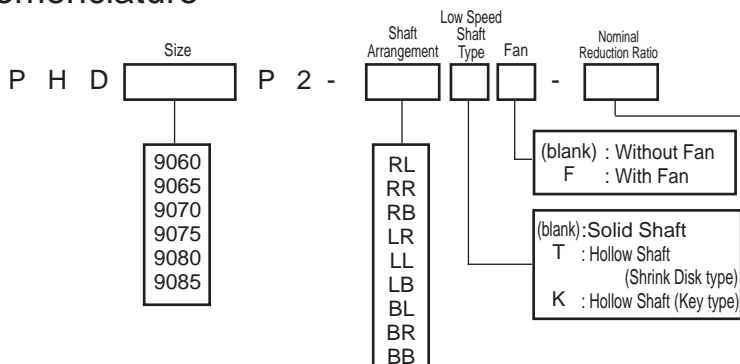 Size
Shaft
Arrangement
Low Speed
Shaft
Type
Fan
Nominal
Reduction Ratio
P H D P 2 - -
9060
9065
9070
9075
9080
9085
RL
RR
RB
LR
LL
LB
BL
BR
BB
(blank) : Without Fan
F : With Fan
(blank):Solid Shaft
T : Hollow Shaft
(Shrink Disk type)
K : Hollow Shaft (Key type)